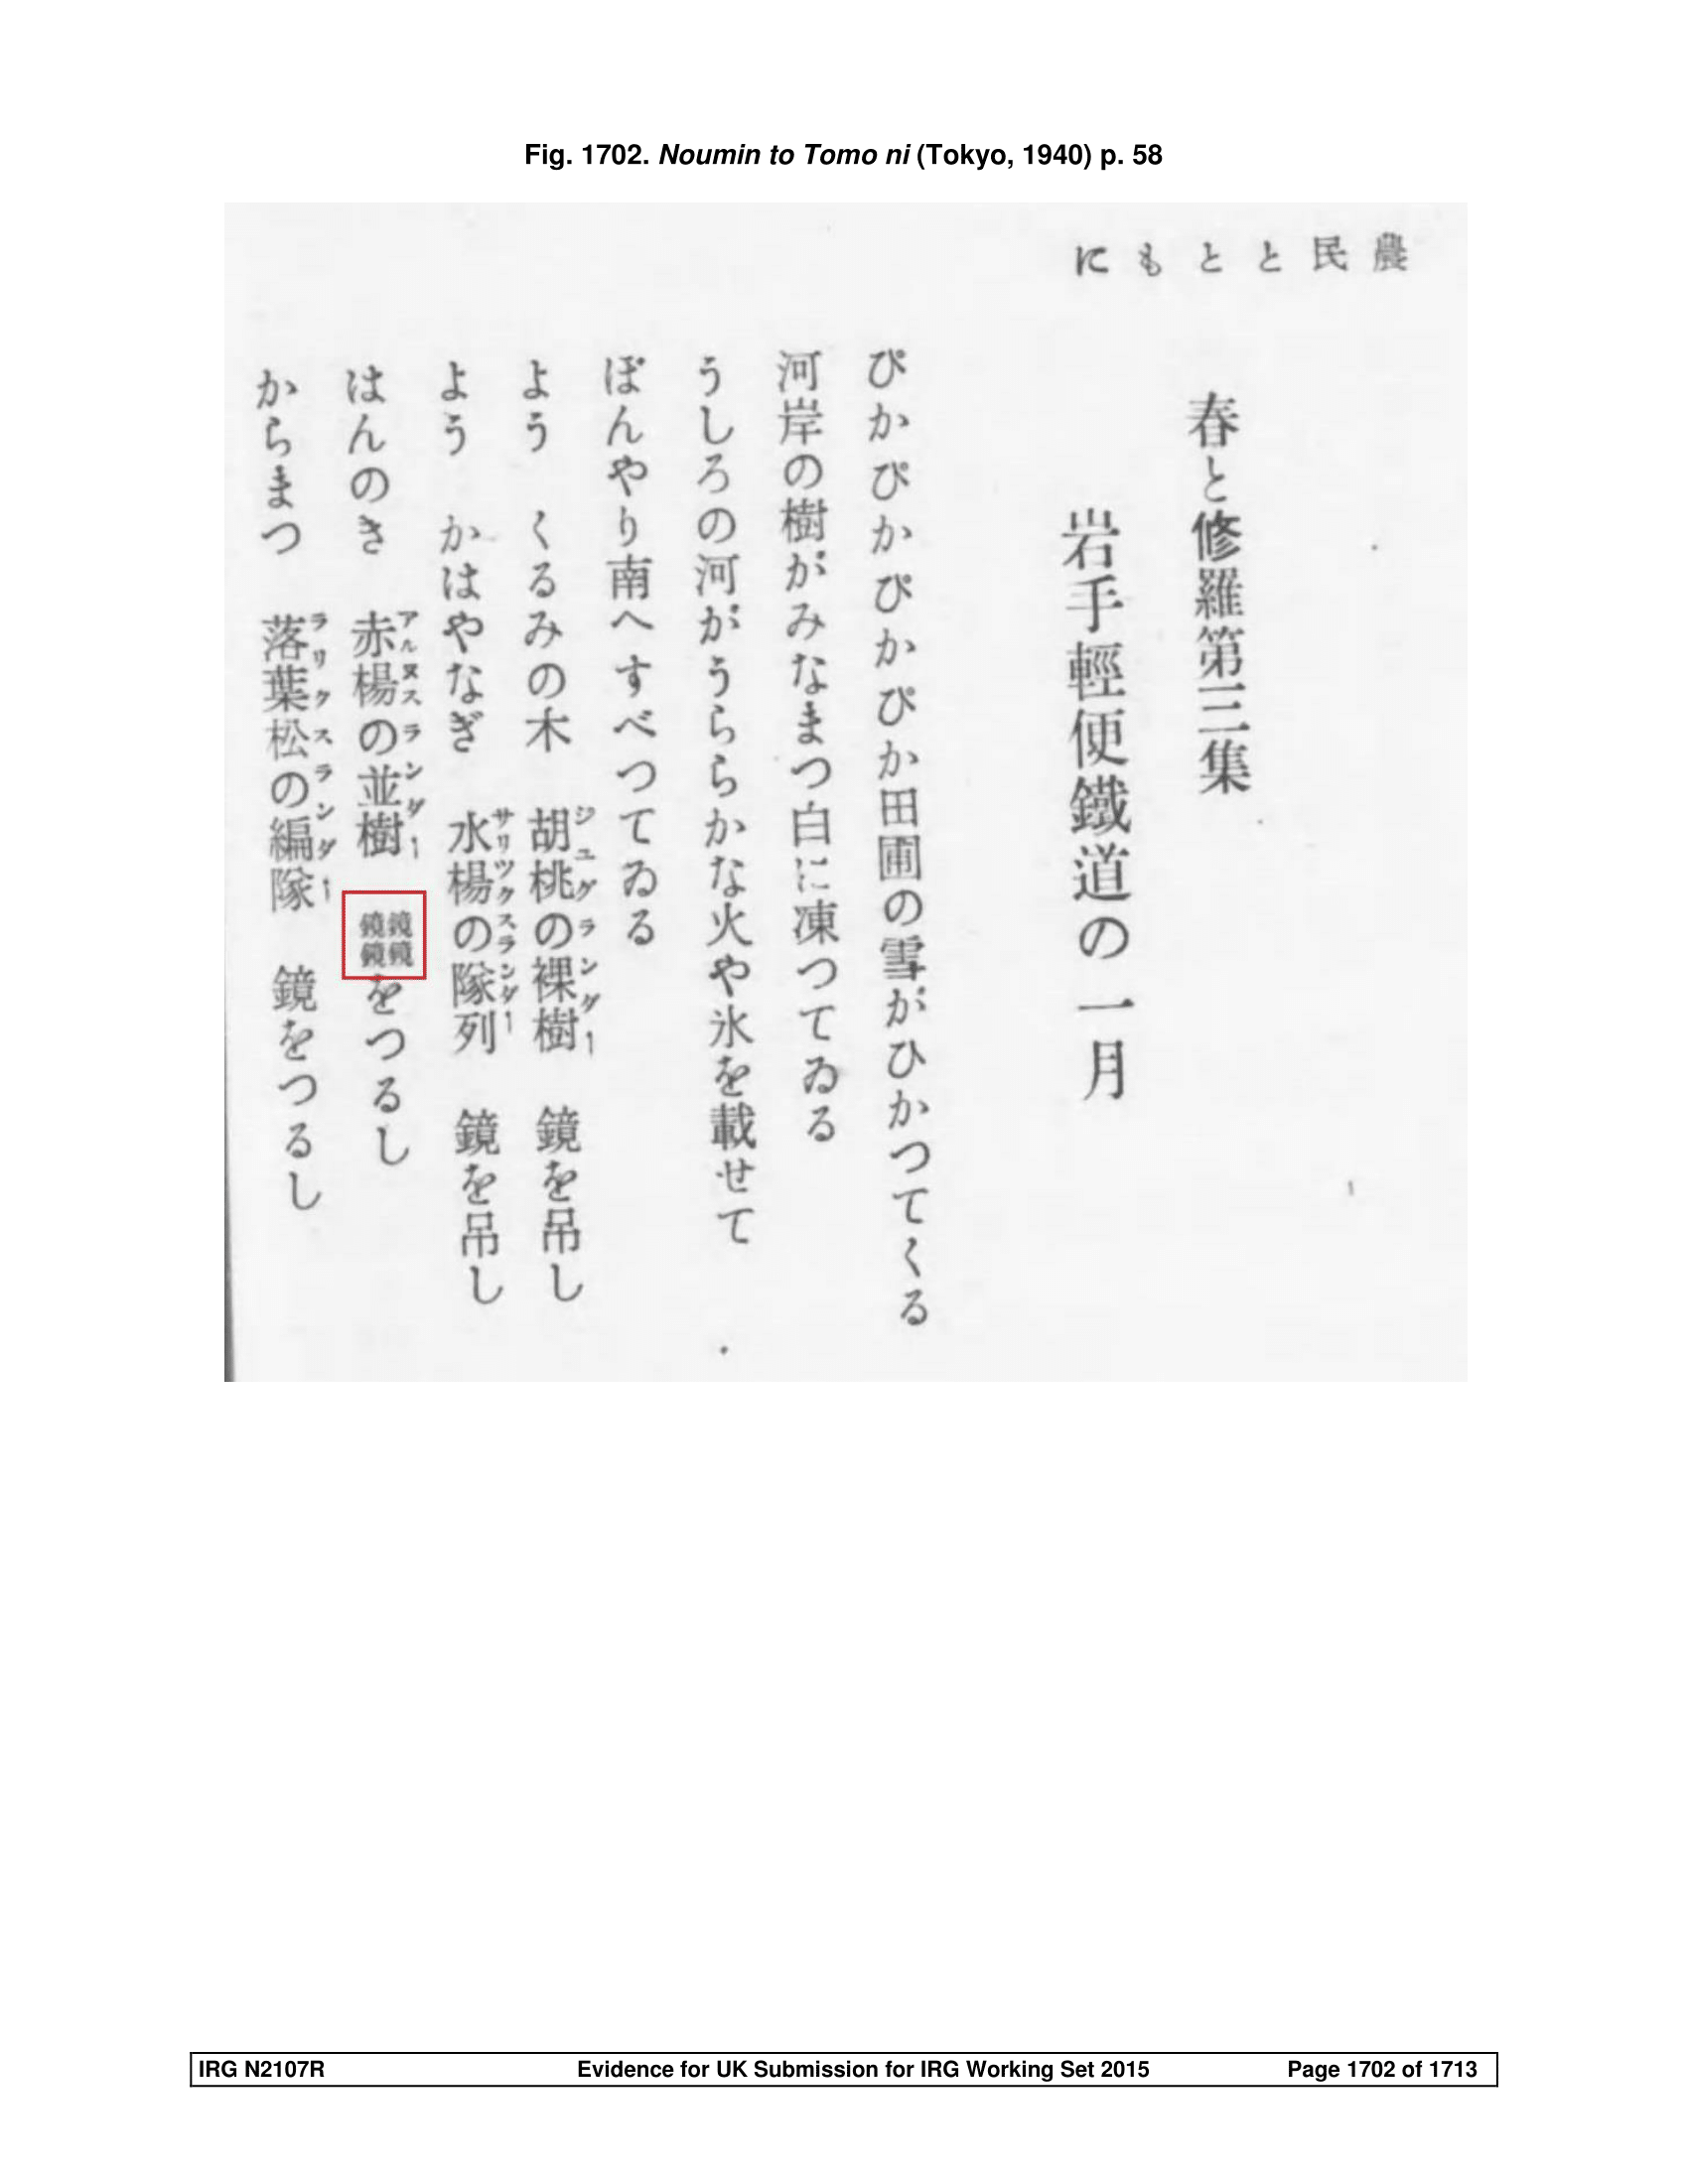 Fig. 1702. Noumin to Tomo ni (Tokyo, 1940) p. 58
農民とともに
春と修羅第三集
岩手輕便鐵道の一月
ぴかぴかぴかぴか田圃の雪がひかつてくる
河岸の樹がみなまつ白に凍つてゐる
うしろの河がうららかな火や氷を載せて
ぼんやり南へすべつてゐる
ジユグランダー
よう　くるみの木　胡桃の裸樹　鏡を吊し
サリツクスランダー
よう　かはやなぎ　水楊の隊列　鏡を吊し
アルヌスランダー
はんのき　赤楊の並樹　𰽔をつるし
ラリクスランダー
からまつ　落葉松の編隊　鏡をつるし
IRG N2107R Evidence for UK Submission for IRG Working Set 2015 Page 1702 of 1713